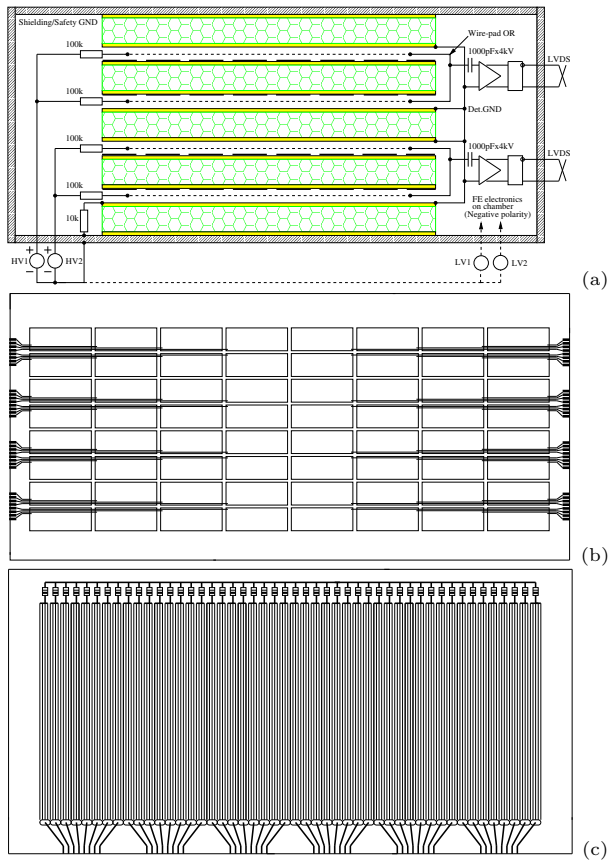 Shielding/Safety GND
100k
Wire-pad OR
1000pFx4kV
LVDS
100k
Det.GND
100k
1000pFx4kV
LVDS
100k
10k
FE electronics
on chamber
(Negative polarity)
+ +
HV1 HV2
− −
LV1 LV2
(a)
(b)
(c)